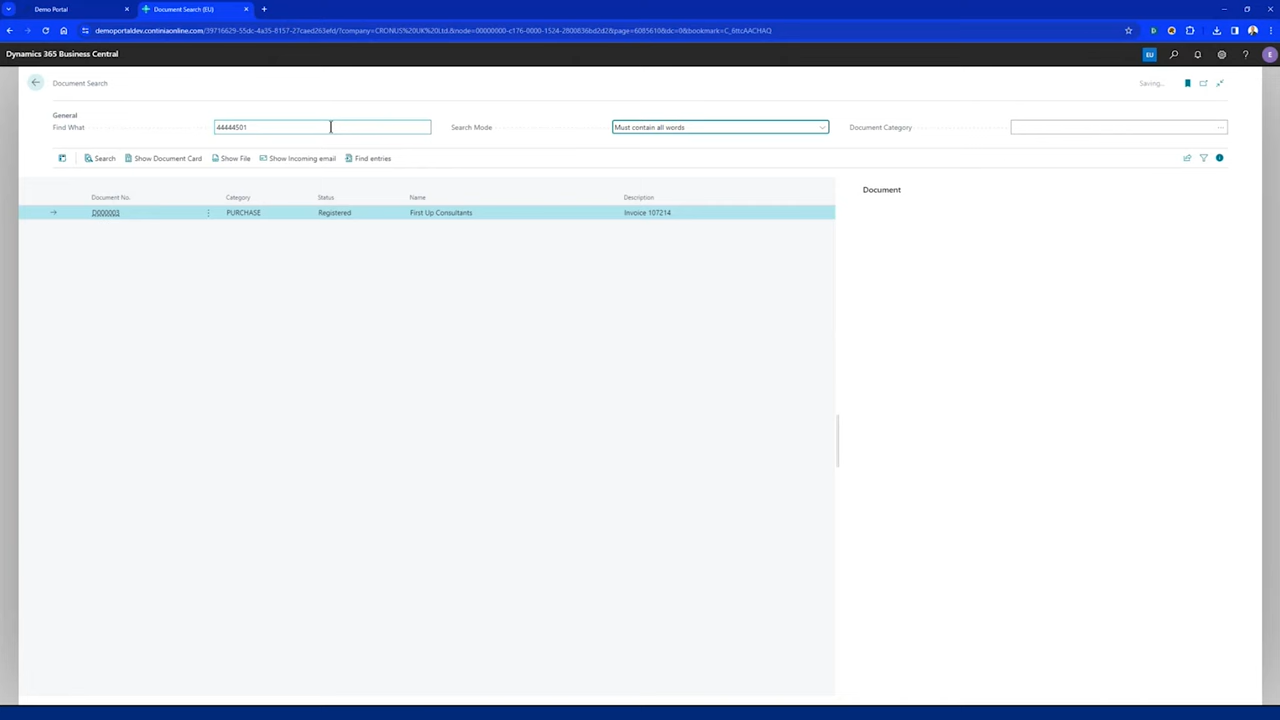 Demo Portal
Document Search (EU)
Dynamics 365 Business Central
EU
E
Document Search
Saving...
General
Find What
44444501
Search Mode
Must contain all words
Document Category
Search
Show Document Card
Show File
Show Incoming email
Find entries
Document No.
Category
Status
Name
Description
D000003
PURCHASE
Registered
First Up Consultants
Invoice 107214
Document